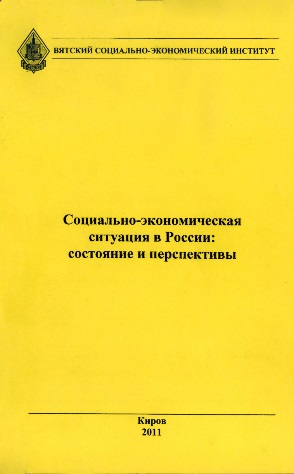 ВЯТСКИЙ СОЦИАЛЬНО-ЭКОНОМИЧЕСКИЙ ИНСТИТУТ
Социально-экономическая
ситуация в России:
состояние и перспективы
Киров
2011